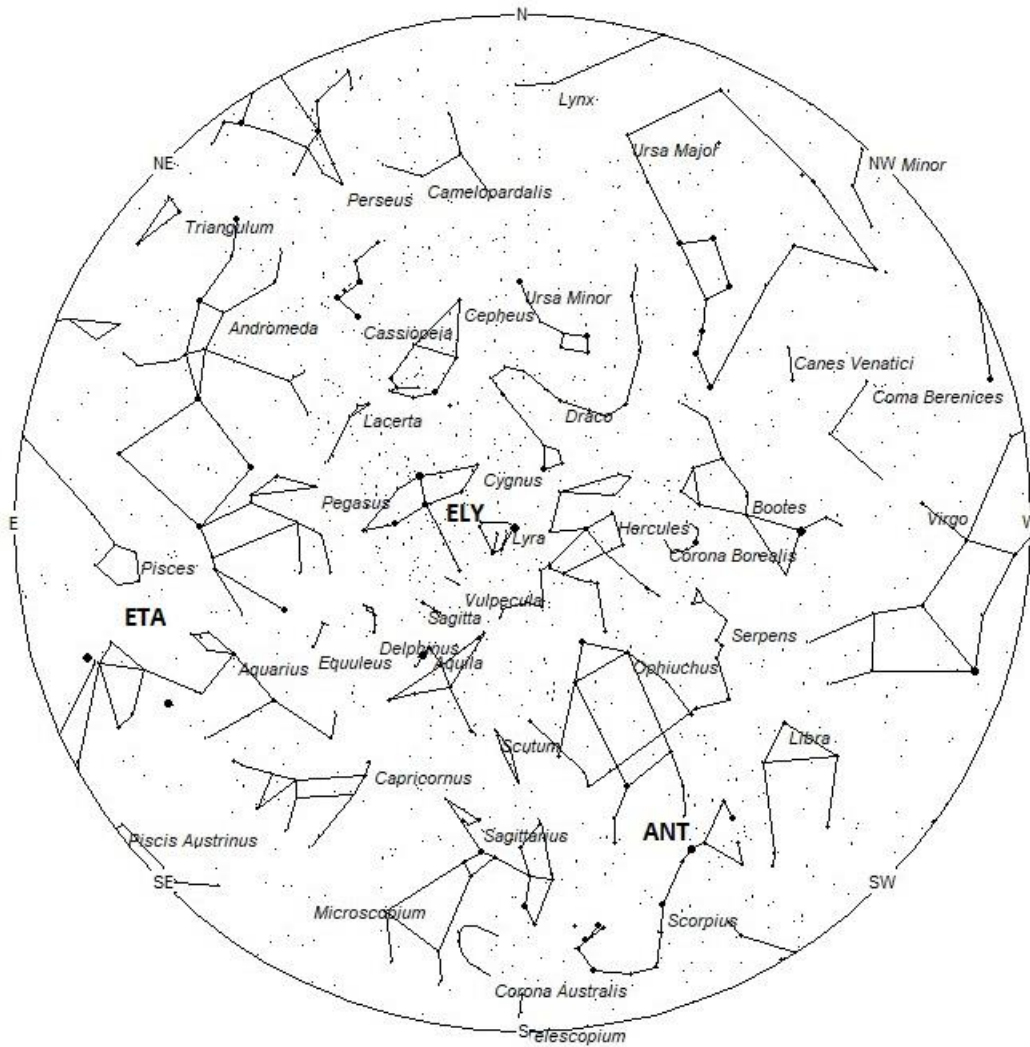 N
Lynx
Ursa Major
NE
NW Minor
Perseus
Camelopardalis
Triangulum
Ursa Minor
Andromeda
Cassiopeia
Cepheus
Canes Venatici
Coma Berenices
Lacerta
Draco
Pegasus
Cygnus
Bootes
ELY
Virgo
E
Lyra
Hercules
W
Corona Borealis
Pisces
Vulpecula
ETA
Sagitta
Delphinus
Serpens
Aquarius
Equuleus
Aquila
Ophiuchus
Scutum
Libra
Capricornus
ANT
Piscis Austrinus
Sagittarius
SE
SW
Microscopium
Scorpius
Corona Australis
S
Telescopium